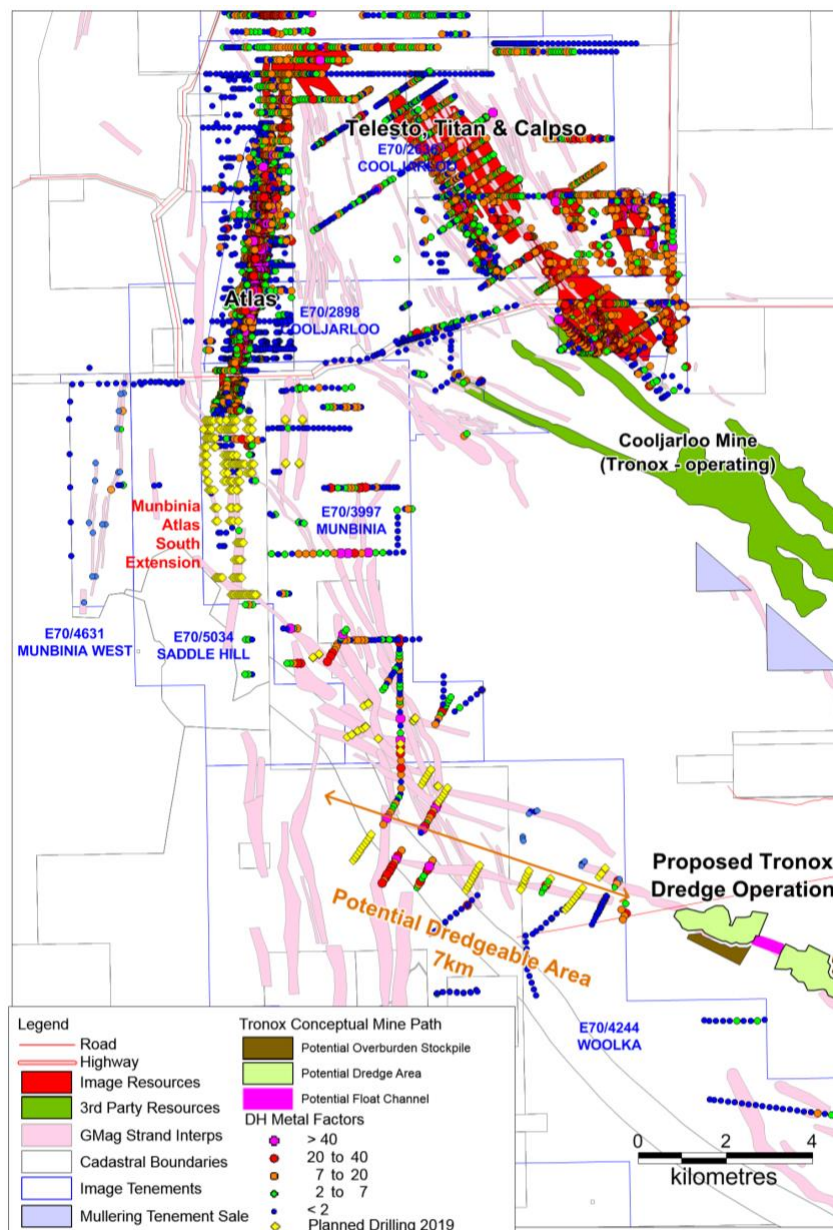 Telesto, Titan & Calpso
COOLJARLOO
Atlas
E70/2898
COOLJARLOO
Cooljarloo Mine
(Tronox - operating)
Munbinia
Atlas
South
Extension
E70/3997
MUNBINIA
E70/4631
MUNBINIA WEST
E70/5034
SADDLE HILL
Proposed Tronox
Dredge Operation
Potential Dredgeable Area
7km
E70/4244
WOOLKA
Legend
Road
Highway
Image Resources
3rd Party Resources
GMag Strand Interps
Cadastral Boundaries
Image Tenements
Mullering Tenement Sale
Tronox Conceptual Mine Path
Potential Overburden Stockpile
Potential Dredge Area
Potential Float Channel
DH Metal Factors
> 40
20 to 40
7 to 20
2 to 7
< 2
Planned Drilling 2019
0 2 4
kilometres